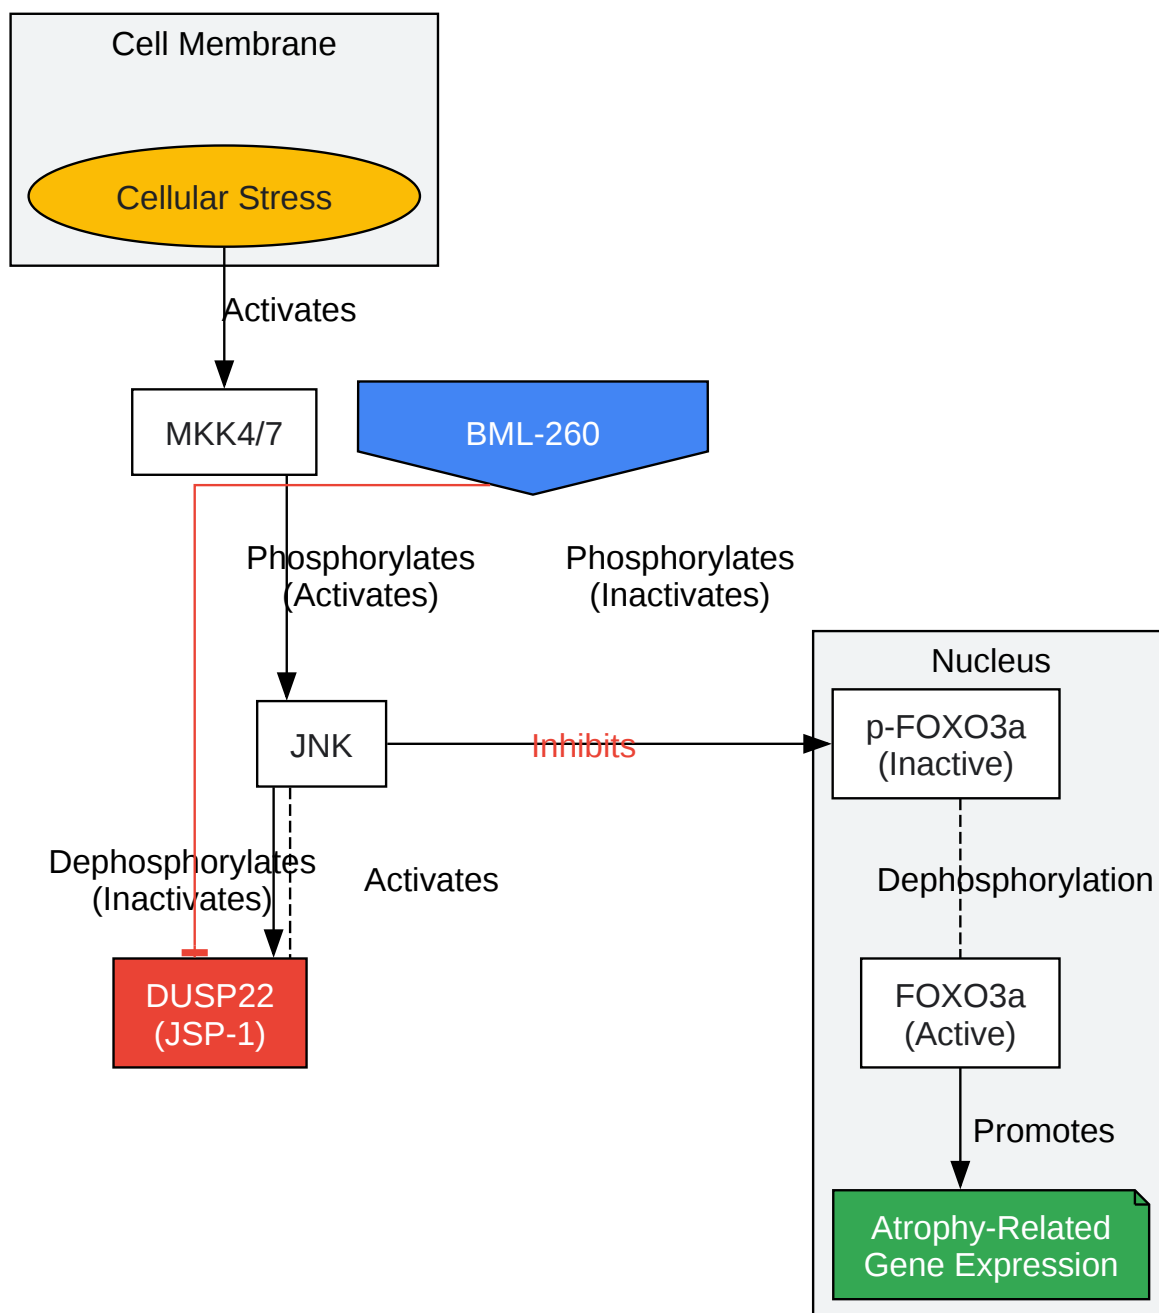 Cell Membrane
Cellular Stress
Activates
MKK4/7
BML-260
Phosphorylates
(Activates)
Phosphorylates
(Inactivates)
Nucleus
JNK
Inhibits
p-FOXO3a
(Inactive)
Dephosphorylates
(Inactivates)
Activates
Dephosphorylation
DUSP22
(JSP-1)
FOXO3a
(Active)
Promotes
Atrophy-Related
Gene Expression